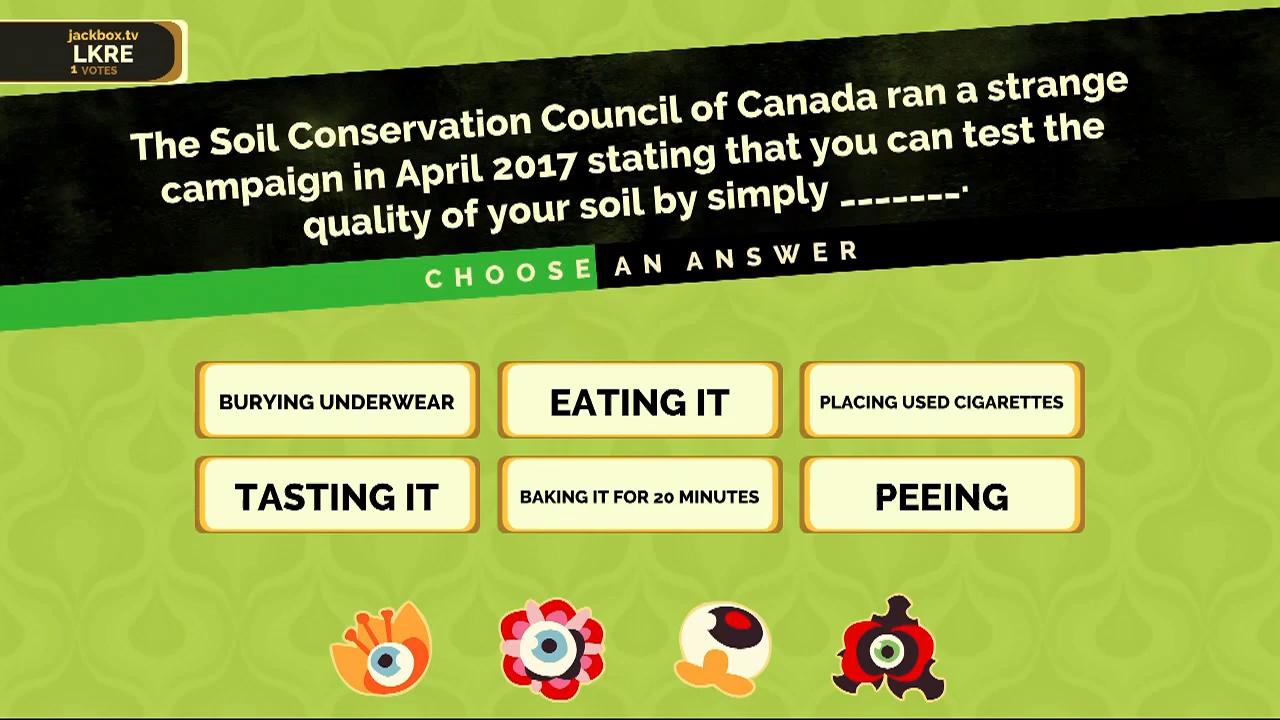 jackbox.tv
LKRE
1 VOTES
The Soil Conservation Council of Canada ran a strange
campaign in April 2017 stating that you can test the
quality of your soil by simply _______.
CHOOSE AN ANSWER
BURYING UNDERWEAR
EATING IT
PLACING USED CIGARETTES
TASTING IT
BAKING IT FOR 20 MINUTES
PEEING